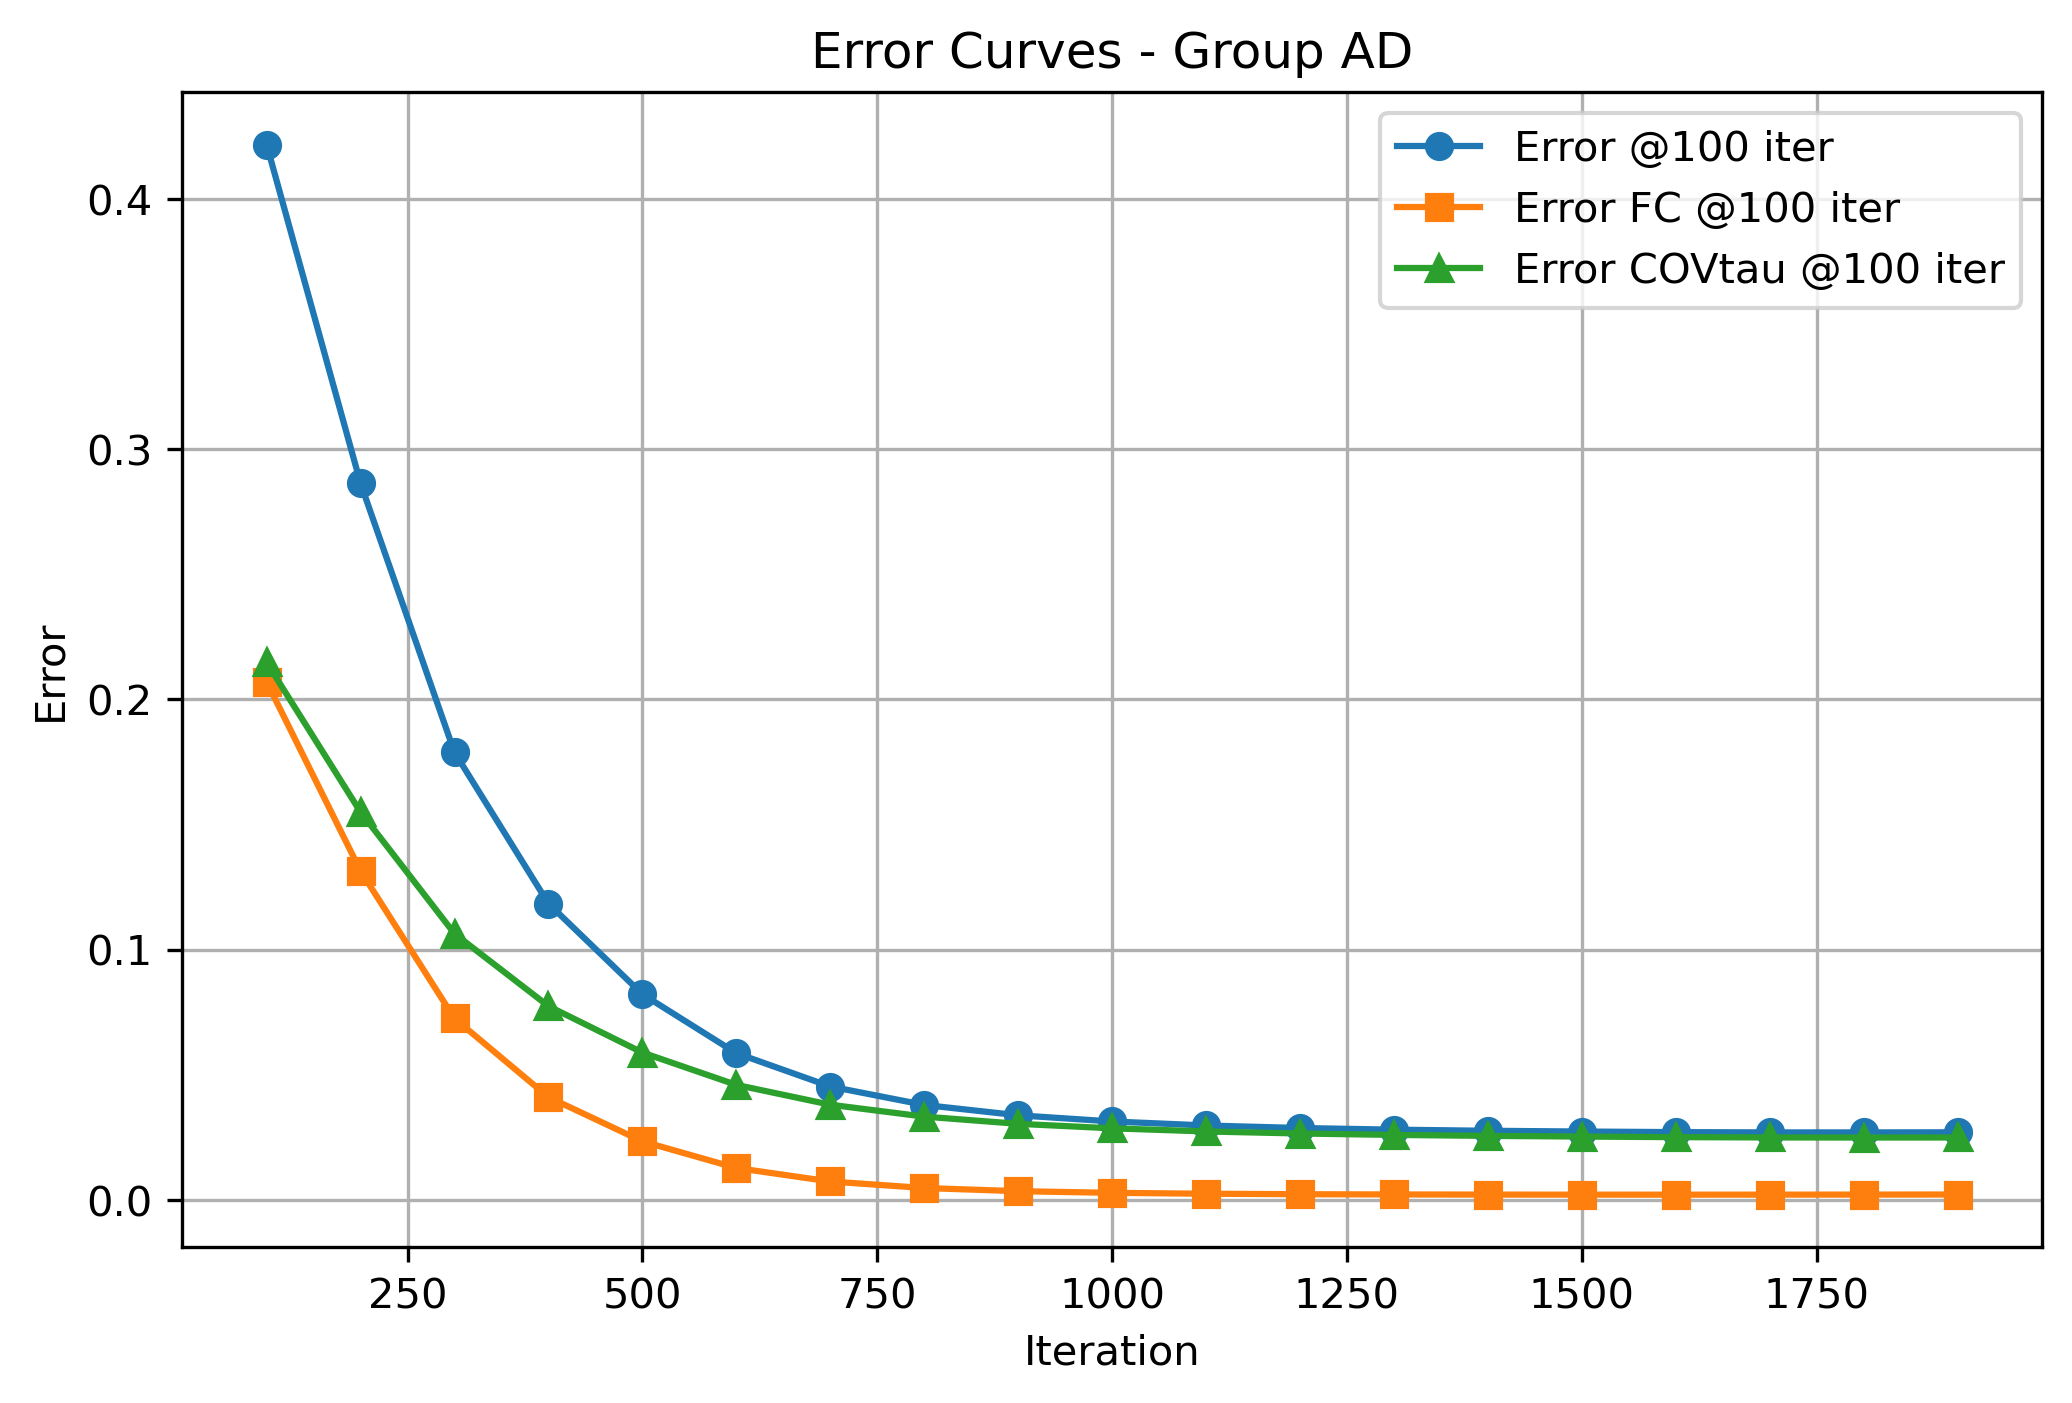 Error Curves - Group AD
Error @100 iter
Error FC @100 iter
Error COVtau @100 iter
Error
0.4
0.3
0.2
0.1
0.0
250 500 750 1000 1250 1500 1750
Iteration